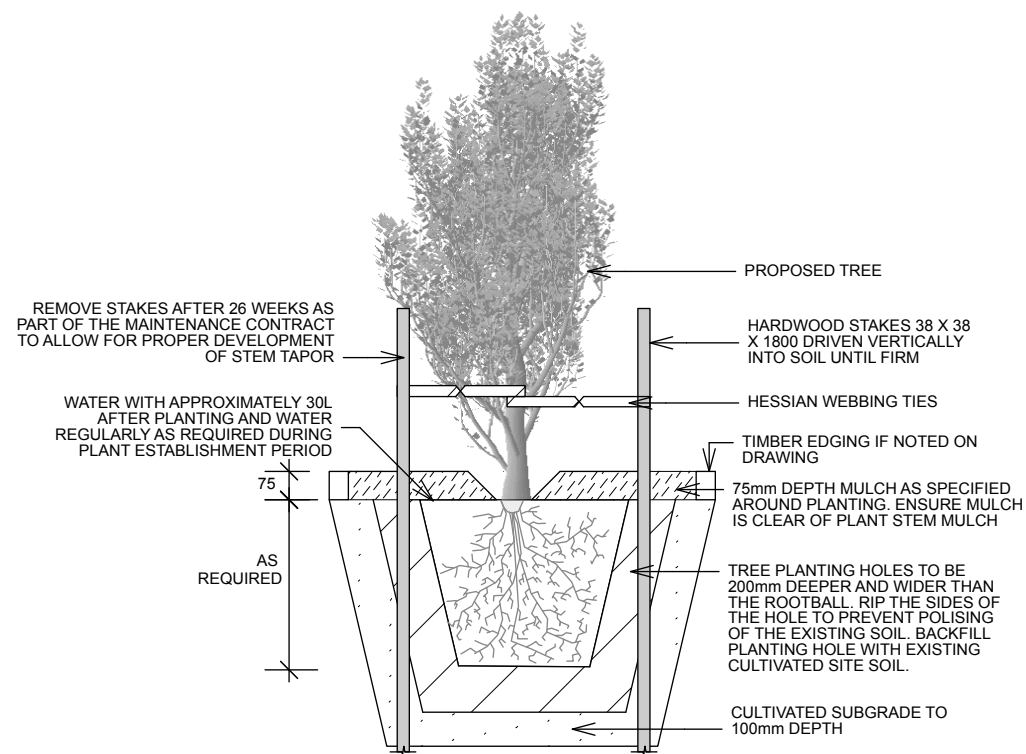 PROPOSED TREE
REMOVE STAKES AFTER 26 WEEKS AS
PART OF THE MAINTENANCE CONTRACT
TO ALLOW FOR PROPER DEVELOPMENT
OF STEM TAPOR
HARDWOOD STAKES 38 X 38
X 1800 DRIVEN VERTICALLY
INTO SOIL UNTIL FIRM
WATER WITH APPROXIMATELY 30L
AFTER PLANTING AND WATER
REGULARLY AS REQUIRED DURING
PLANT ESTABLISHMENT PERIOD
HESSIAN WEBBING TIES
TIMBER EDGING IF NOTED ON
DRAWING
75
75mm DEPTH MULCH AS SPECIFIED
AROUND PLANTING. ENSURE MULCH
IS CLEAR OF PLANT STEM MULCH
AS
REQUIRED
TREE PLANTING HOLES TO BE
200mm DEEPER AND WIDER THAN
THE ROOTBALL. RIP THE SIDES OF
THE HOLE TO PREVENT POLISING
OF THE EXISTING SOIL. BACKFILL
PLANTING HOLE WITH EXISTING
CULTIVATED SITE SOIL.
CULTIVATED SUBGRADE TO
100mm DEPTH